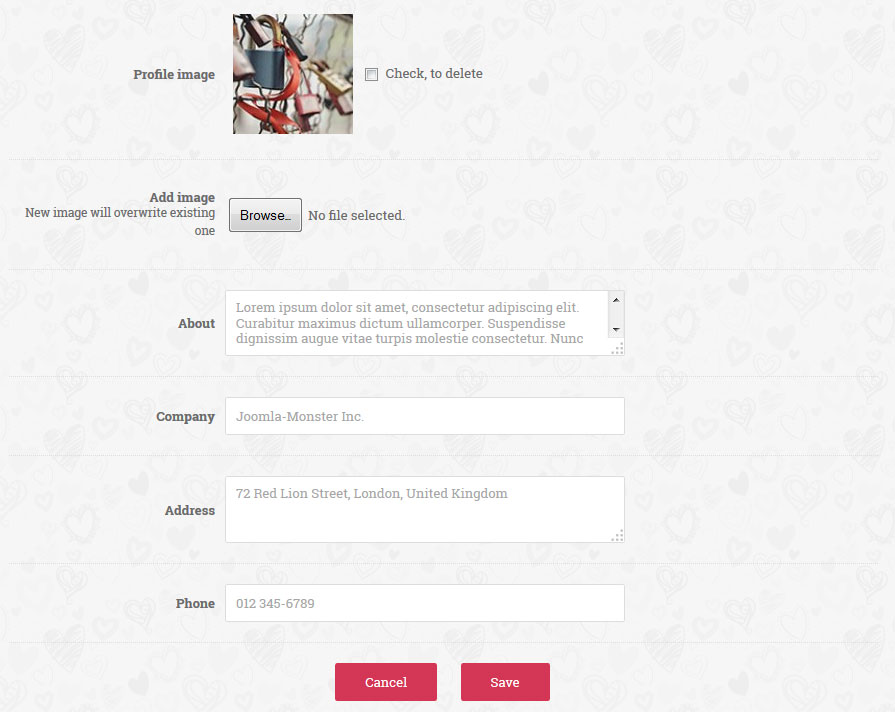 Profile image
Check, to delete
Add image
New image will overwrite existing
one
Browse...
No file selected.
About
Lorem ipsum dolor sit amet, consectetur adipiscing elit.
Curabitur maximus dictum ullamcorper. Suspendisse
dignissim augue vitae turpis molestie consectetur. Nunc
Company
Joomla-Monster Inc.
Address
72 Red Lion Street, London, United Kingdom
Phone
012 345-6789
Cancel
Save